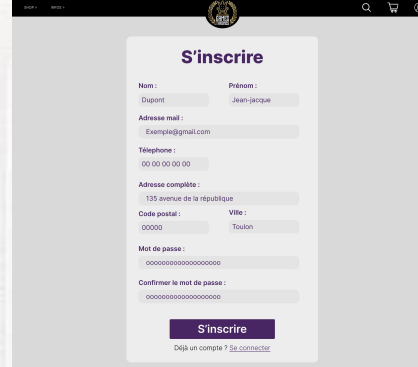 SHOP INFOS
GAMES
S'inscrire
Nom : Prénom :
Dupont Jean-jacque
Adresse mail :
Exemple@gmail.com
Télephone :
00 00 00 00 00
Adresse complète :
135 avenue de la république
Code postal : Ville :
00000 Toulon
Mot de passe :
oooooooooooooooooo
Confirmer le mot de passe :
oooooooooooooooooo
S'inscrire
Déjà un compte ? Se connecter